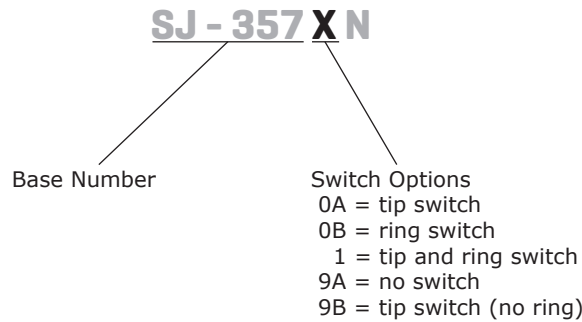 SJ - 357 X N
Base Number
Switch Options
0A = tip switch
0B = ring switch
1 = tip and ring switch
9A = no switch
9B = tip switch (no ring)